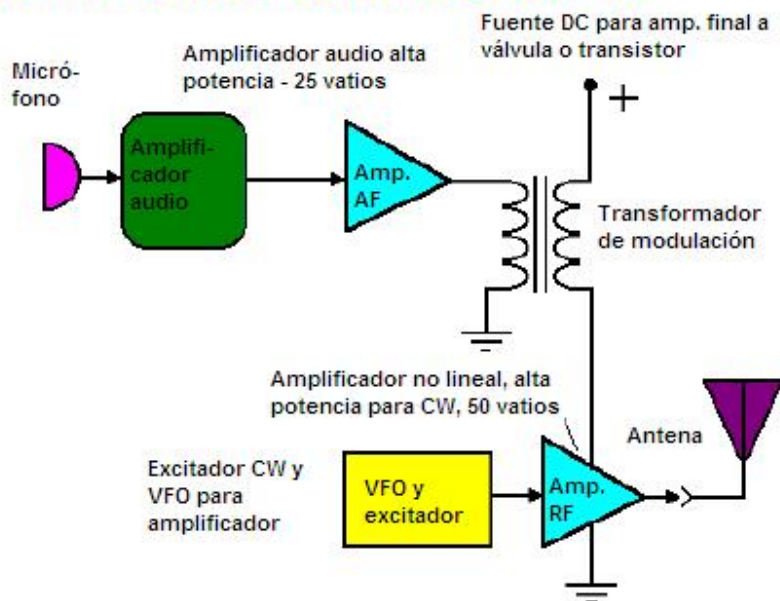 Fuente DC para amp. final a
válvula o transistor
Amplificador audio alta
potencia - 25 vatios
Micró-
fono
+
Amplifi-
cador
audio
Amp.
AF
Transformador
de modulación
Amplificador no lineal, alta
potencia para CW, 50 vatios
Antena
Excitador CW y
VFO para
amplificador
VFO y
excitador
Amp.
RF